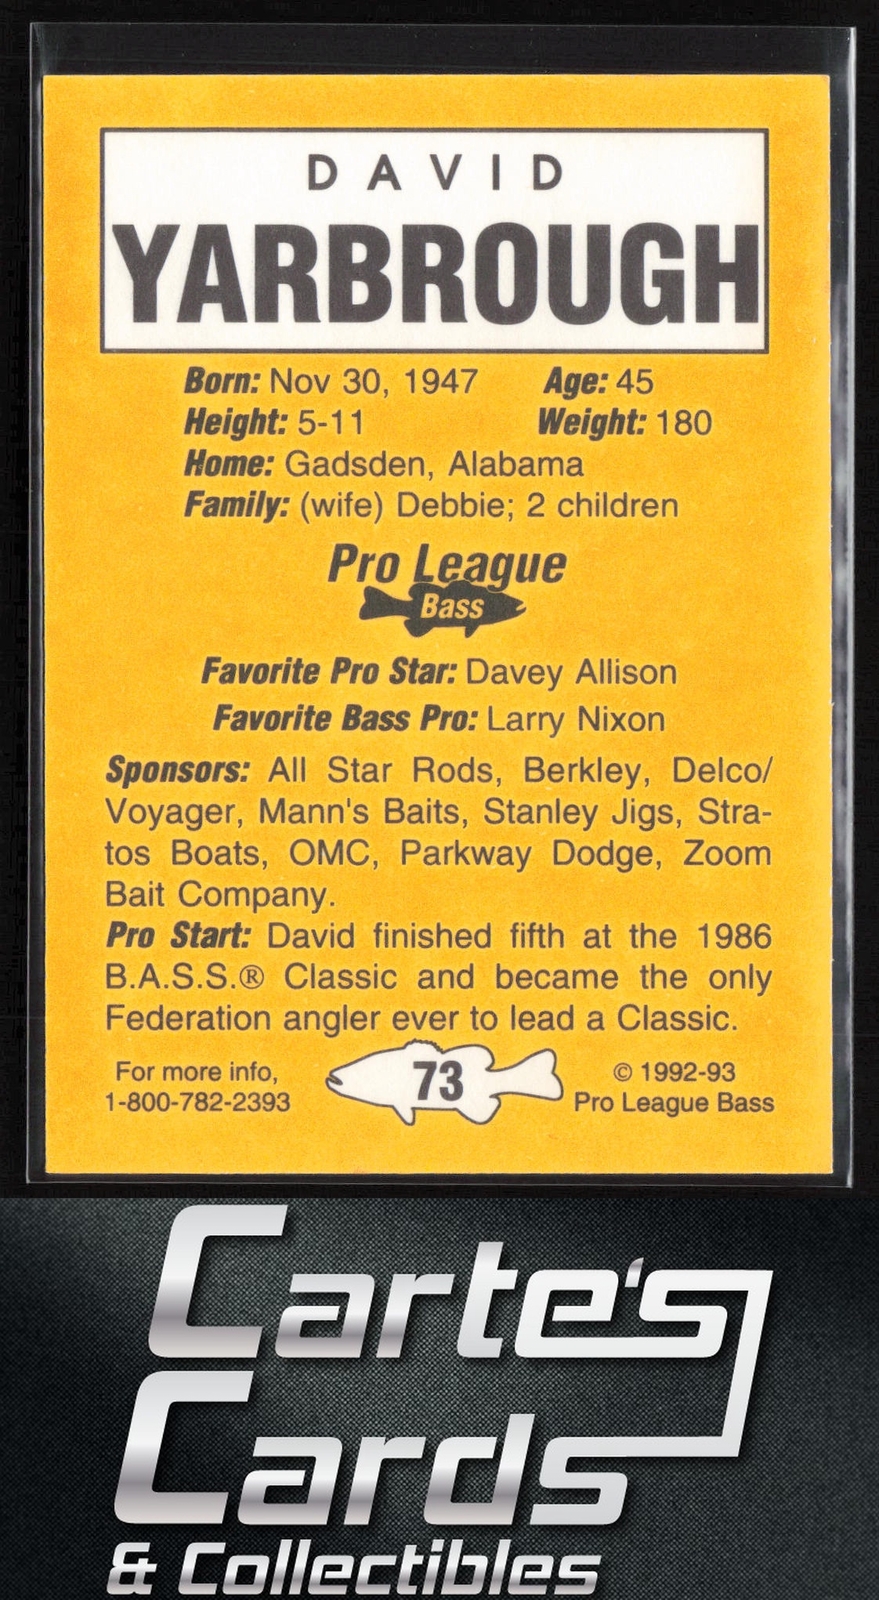 DAVID
YARBROUGH
Born: Nov 30, 1947 Age: 45
Height: 5-11 Weight: 180
Home: Gadsden, Alabama
Family: (wife) Debbie; 2 children
Pro League
Bass
Favorite Pro Star: Davey Allison
Favorite Bass Pro: Larry Nixon
Sponsors: All Star Rods, Berkley, Delco/
Voyager, Mann's Baits, Stanley Jigs, Stra-
tos Boats, OMC, Parkway Dodge, Zoom
Bait Company.
Pro Start: David finished fifth at the 1986
B.A.S.S.® Classic and became the only
Federation angler ever to lead a Classic.
For more info,
1-800-782-2393
73
© 1992-93
Pro League Bass
Carte's
Cards
& Collectibles